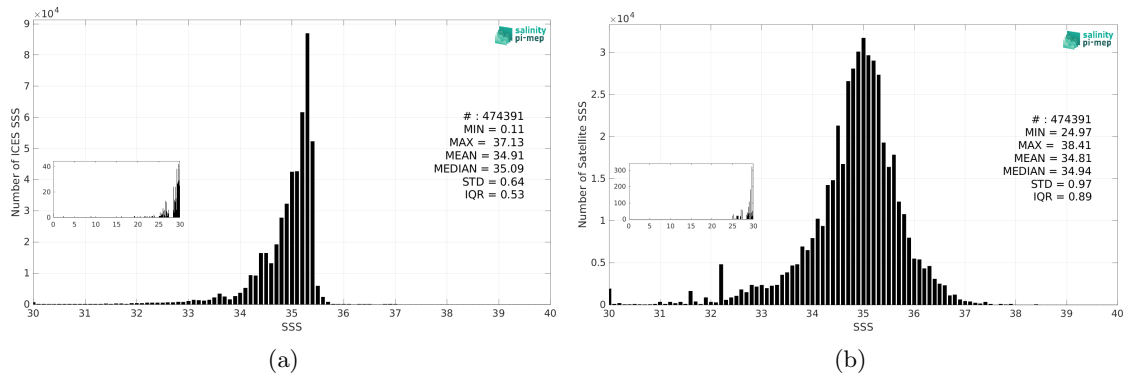 9 ×10⁴
salinity
pi-mep
8
7
6
5
4
3
2
1
0
Number of ICES SSS
# : 474391
MIN = 0.11
MAX = 37.13
MEAN = 34.91
MEDIAN = 35.09
STD = 0.64
IQR = 0.53
40
20
0
0 5 10 15 20 25 30
30 31 32 33 34 35 36 37 38 39 40
SSS
(a)
×10⁴
salinity
pi-mep
3
2.5
2
1.5
1
0.5
0
Number of Satellite SSS
# : 474391
MIN = 24.97
MAX = 38.41
MEAN = 34.81
MEDIAN = 34.94
STD = 0.97
IQR = 0.89
300
200
100
0
0 5 10 15 20 25 30
30 31 32 33 34 35 36 37 38 39 40
SSS
(b)